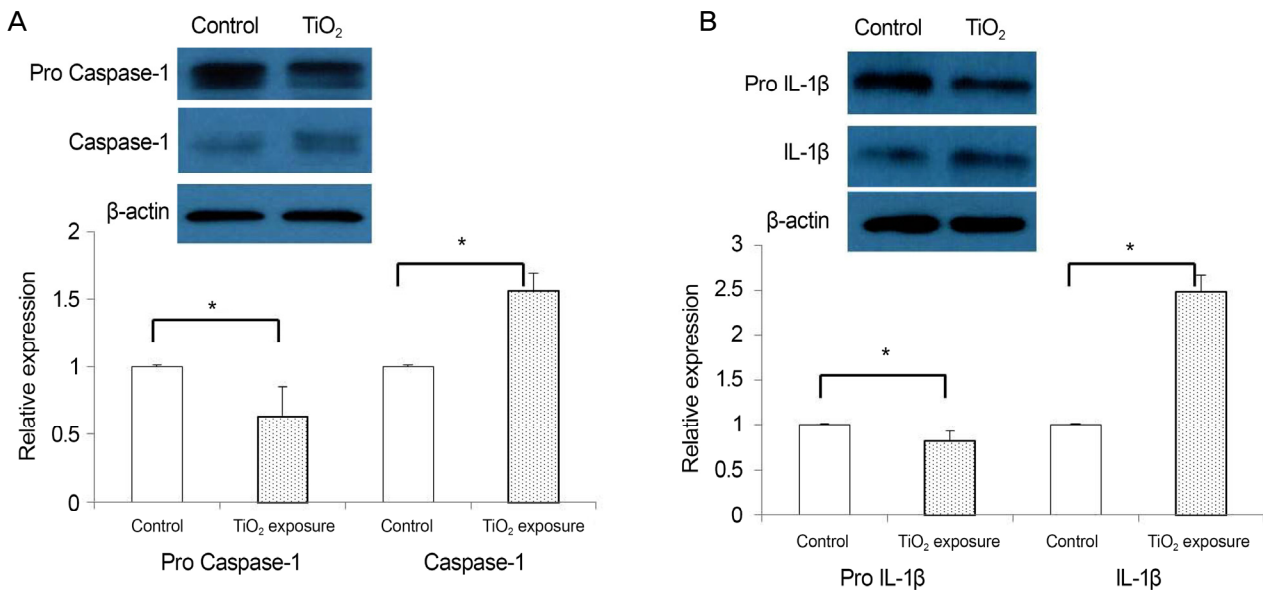 A
Control TiO₂
Pro Caspase-1
Caspase-1
β-actin
Relative expression
2
1.5
1
0.5
0
*
*
Control TiO₂ exposure Control TiO₂ exposure
Pro Caspase-1 Caspase-1
B
Control TiO₂
Pro IL-1β
IL-1β
β-actin
Relative expression
3
2.5
2
1.5
1
0.5
0
*
*
Control TiO₂ exposure Control TiO₂ exposure
Pro IL-1β IL-1β